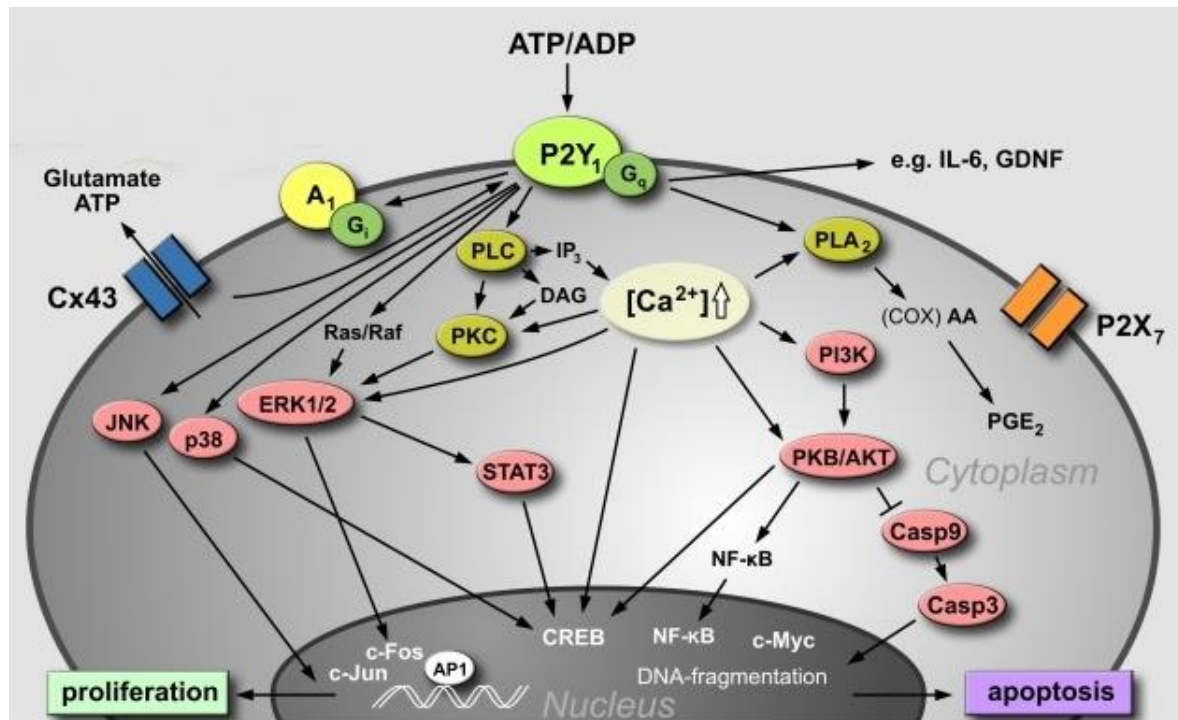 ATP/ADP
P2Y1
Gq
e.g. IL-6, GDNF
Glutamate
ATP
A1
Gi
PLC
IP3
PLA2
Cx43
DAG
[Ca2+]⇧
(COX) AA
P2X7
Ras/Raf
PKC
PI3K
ERK1/2
JNK
p38
PGE2
STAT3
PKB/AKT
Cytoplasm
Casp9
NF-κB
Casp3
CREB
NF-κB
c-Myc
c-Fos
c-Jun
AP1
DNA-fragmentation
proliferation
Nucleus
apoptosis